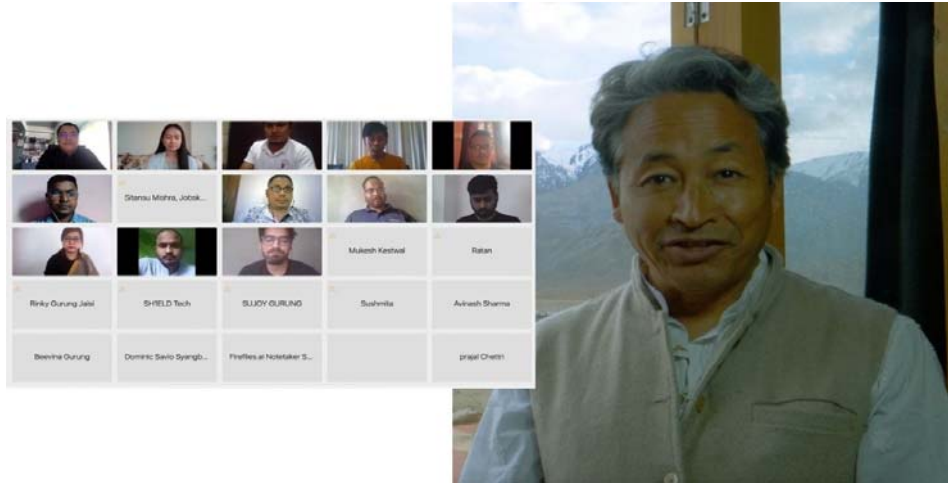 Sitansu Mishra, Jobsk...
Mukesh Kestwal
Ratan
Rinky Gurung Jaisi
SHIELD Tech
SUJOY GURUNG
Sushmita
Avinash Sharma
Beevina Gurung
Dominic Savio Syangb...
Fireflies.ai Notetaker S...
prajal Chettri